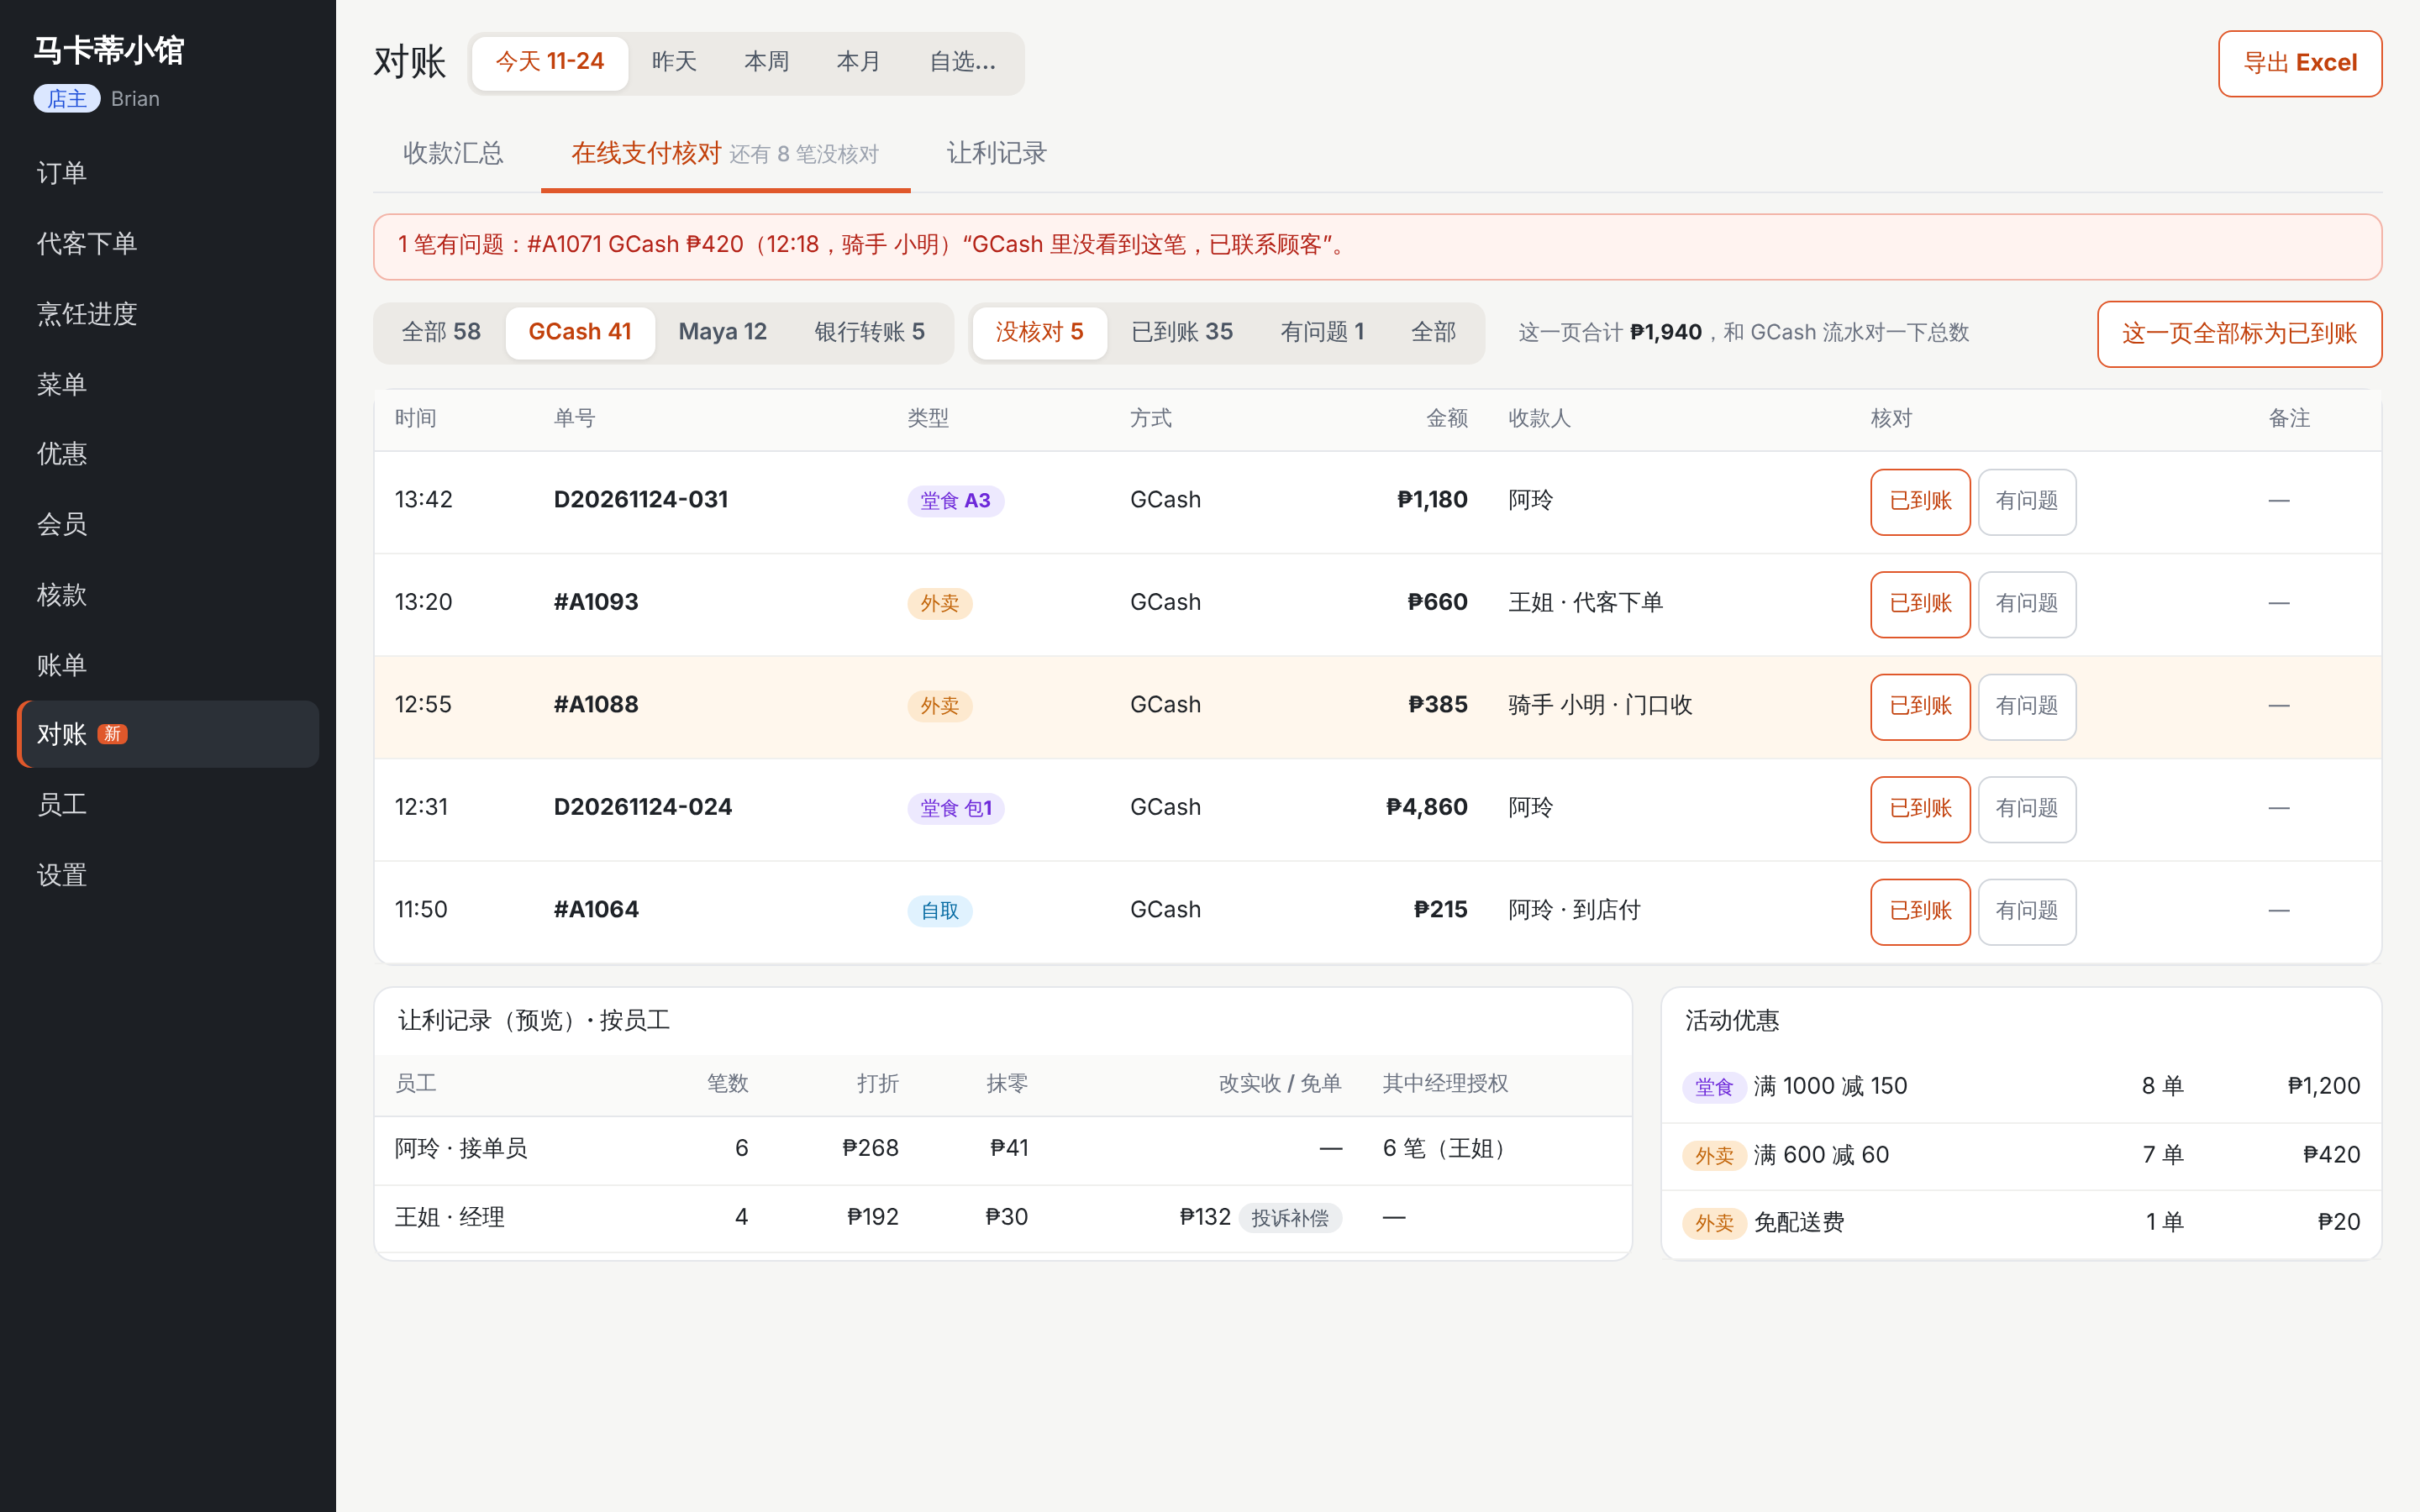 马卡蒂小馆
店主 Brian
订单
代客下单
烹饪进度
菜单
优惠
会员
核款
账单
对账 新
员工
设置
对账 今天 11-24 昨天 本周 本月 自选... 导出 Excel
收款汇总 在线支付核对 还有 8 笔没核对 让利记录
1 笔有问题：#A1071 GCash ₱420（12:18，骑手 小明）“GCash 里没看到这笔，已联系顾客”。
全部 58 GCash 41 Maya 12 银行转账 5 没核对 5 已到账 35 有问题 1 全部 这一页合计 ₱1,940，和 GCash 流水对一下总数 这一页全部标为已到账
时间 单号 类型 方式 金额 收款人 核对 备注
13:42 D20261124-031 堂食 A3 GCash ₱1,180 阿玲 已到账 有问题 —
13:20 #A1093 外卖 GCash ₱660 王姐 · 代客下单 已到账 有问题 —
12:55 #A1088 外卖 GCash ₱385 骑手 小明 · 门口收 已到账 有问题 —
12:31 D20261124-024 堂食 包1 GCash ₱4,860 阿玲 已到账 有问题 —
11:50 #A1064 自取 GCash ₱215 阿玲 · 到店付 已到账 有问题 —
让利记录（预览）· 按员工
员工 笔数 打折 抹零 改实收 / 免单 其中经理授权
阿玲 · 接单员 6 ₱268 ₱41 — 6 笔（王姐）
王姐 · 经理 4 ₱192 ₱30 ₱132 投诉补偿 —
活动优惠
堂食 满 1000 减 150 8 单 ₱1,200
外卖 满 600 减 60 7 单 ₱420
外卖 免配送费 1 单 ₱20